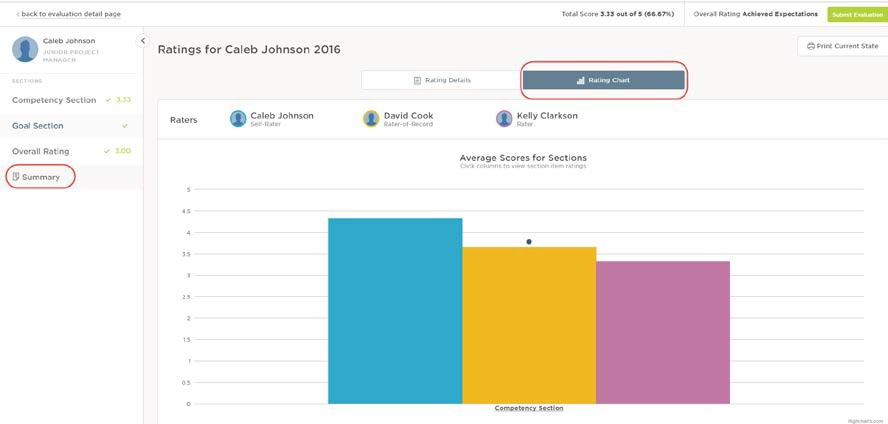 ‹ back to evaluation detail page
Total Score 3.33 out of 5 (66.67%)
Overall Rating Achieved Expectations
Submit Evaluation
Caleb Johnson
JUNIOR PROJECT
MANAGER
SECTIONS
Competency Section ✓ 3.33
Goal Section ✓
Overall Rating ✓ 3.00
Summary
Ratings for Caleb Johnson 2016
Print Current State
Rating Details
Rating Chart
Raters
Caleb Johnson
Self-Rater
David Cook
Rater-of-Record
Kelly Clarkson
Rater
Average Scores for Sections
Click columns to view section item ratings
5
4.5
4
3.5
3
2.5
2
1.5
1
0.5
0
Competency Section
Highcharts.com